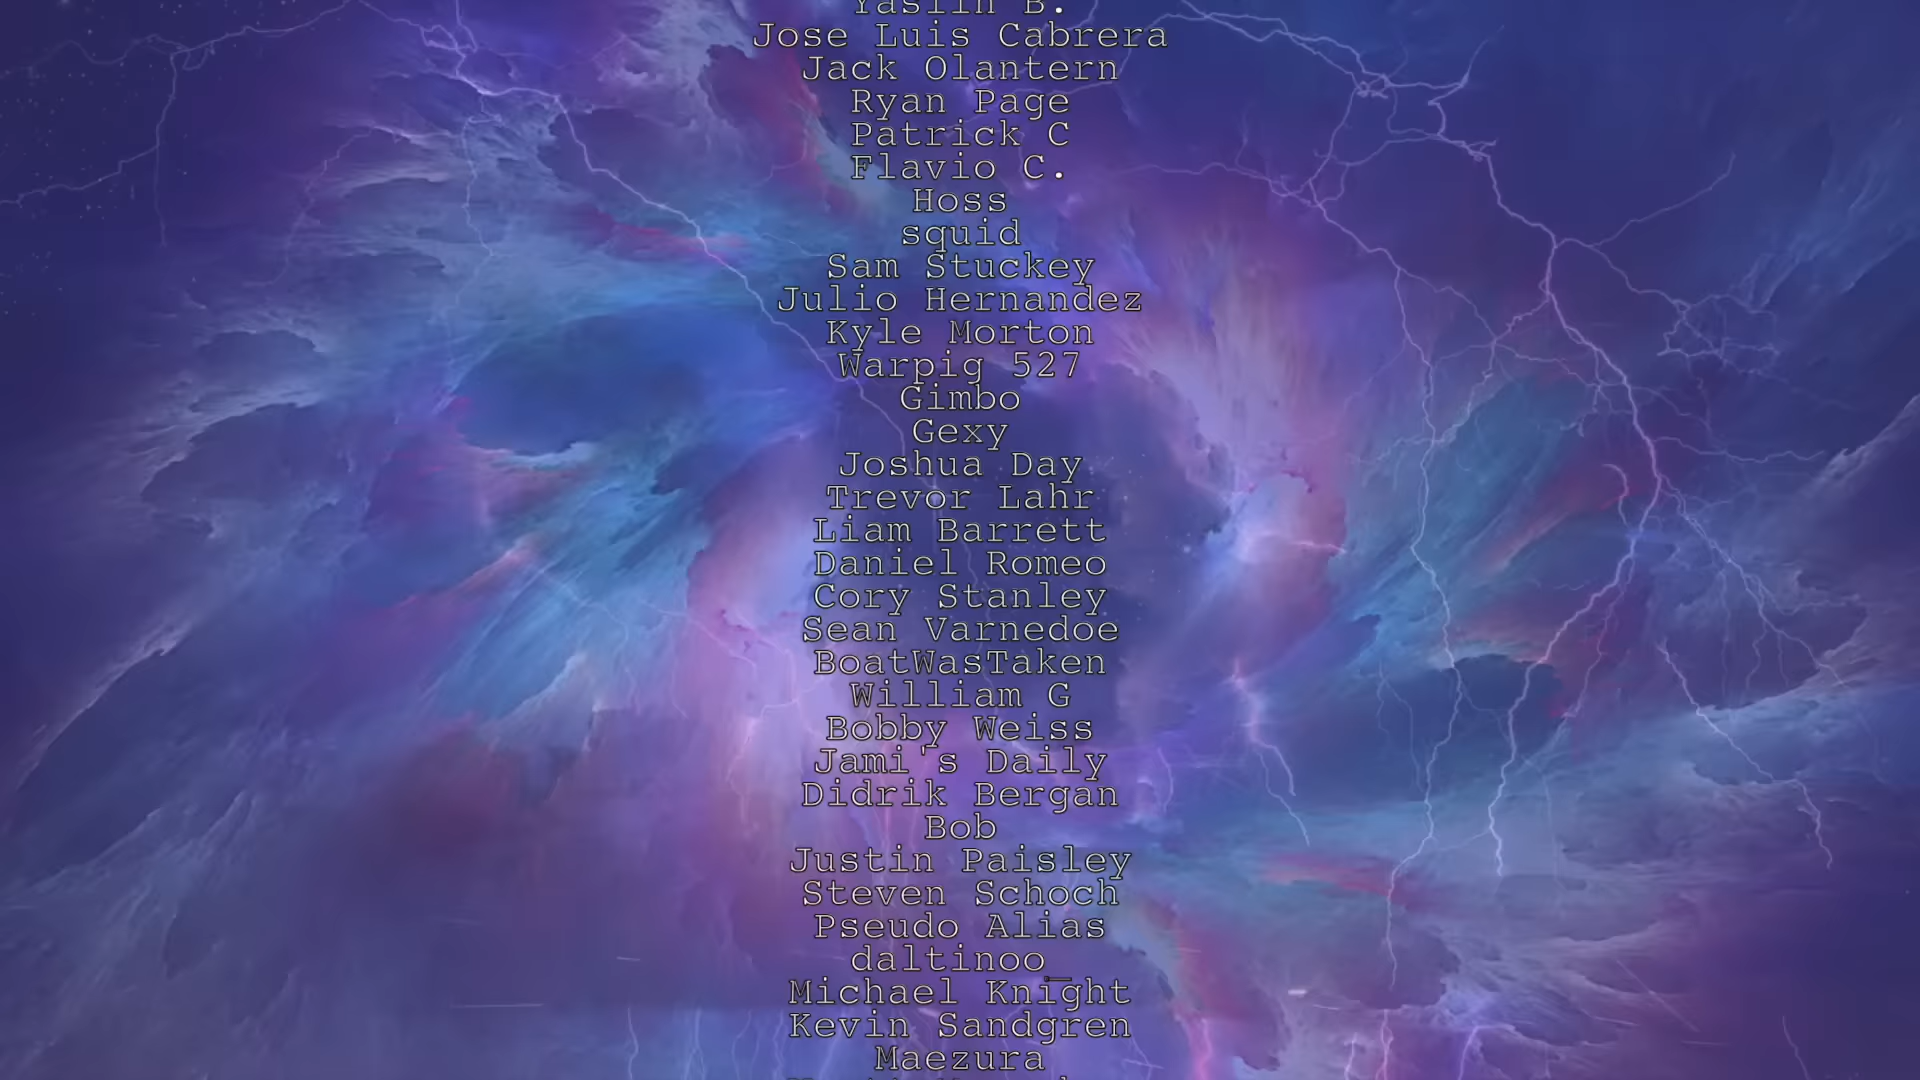 Yaslin B.
Jose Luis Cabrera
Jack Olantern
Ryan Page
Patrick C
Flavio C.
Hoss
squid
Sam Stuckey
Julio Hernandez
Kyle Morton
Warpig 527
Gimbo
Gexy
Joshua Day
Trevor Lahr
Liam Barrett
Daniel Romeo
Cory Stanley
Sean Varnedoe
BoatWasTaken
William G
Bobby Weiss
Jami's Daily
Didrik Bergan
Bob
Justin Paisley
Steven Schoch
Pseudo Alias
daltinoo_
Michael Knight
Kevin Sandgren
Maezura